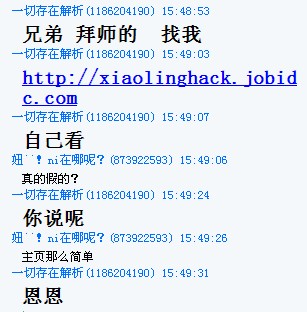 一切存在解析(1186204190) 15:48:53
兄弟 拜师的 找我
一切存在解析(1186204190) 15:49:03
http://xiaolinghack.jobid
c.com
一切存在解析(1186204190) 15:49:07
自己看
妞¨! ni在哪呢?(873922593) 15:49:06
真的假的?
一切存在解析(1186204190) 15:49:24
你说呢
妞¨! ni在哪呢?(873922593) 15:49:26
主页那么简单
一切存在解析(1186204190) 15:49:31
恩恩